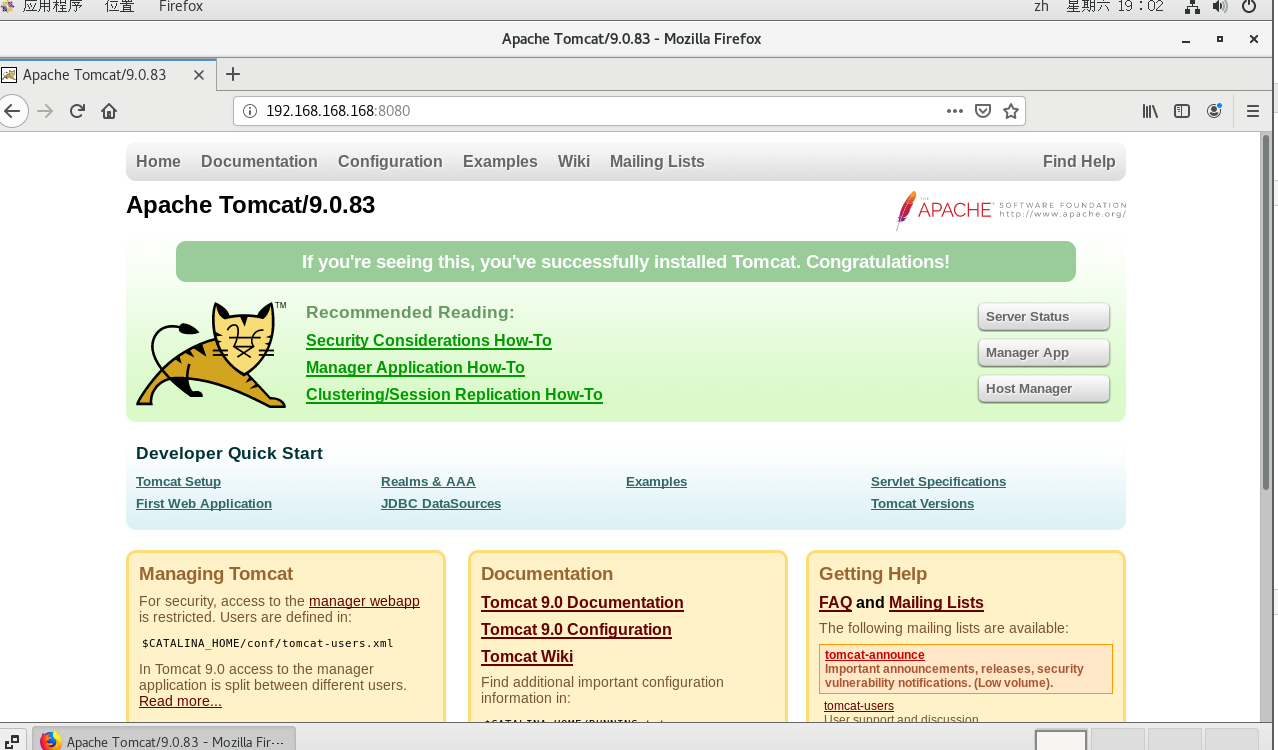 应用程序 位置 Firefox zh 星期六 19：02
Apache Tomcat/9.0.83 - Mozilla Firefox
Apache Tomcat/9.0.83
192.168.168.168:8080
Home Documentation Configuration Examples Wiki Mailing Lists Find Help
Apache Tomcat/9.0.83
THE APACHE SOFTWARE FOUNDATION
http://www.apache.org/
If you're seeing this, you've successfully installed Tomcat. Congratulations!
TM
Recommended Reading:
Security Considerations How-To
Manager Application How-To
Clustering/Session Replication How-To
Server Status
Manager App
Host Manager
Developer Quick Start
Tomcat Setup
First Web Application
Realms & AAA
JDBC DataSources
Examples
Servlet Specifications
Tomcat Versions
Managing Tomcat
For security, access to the manager webapp
is restricted. Users are defined in:
$CATALINA_HOME/conf/tomcat-users.xml
In Tomcat 9.0 access to the manager
application is split between different users.
Read more...
Documentation
Tomcat 9.0 Documentation
Tomcat 9.0 Configuration
Tomcat Wiki
Find additional important configuration
information in:
Getting Help
FAQ and Mailing Lists
The following mailing lists are available:
tomcat-announce
Important announcements, releases, security
vulnerability notifications. (Low volume).
tomcat-users
User support and discussion
Apache Tomcat/9.0.83 - Mozilla Fir···